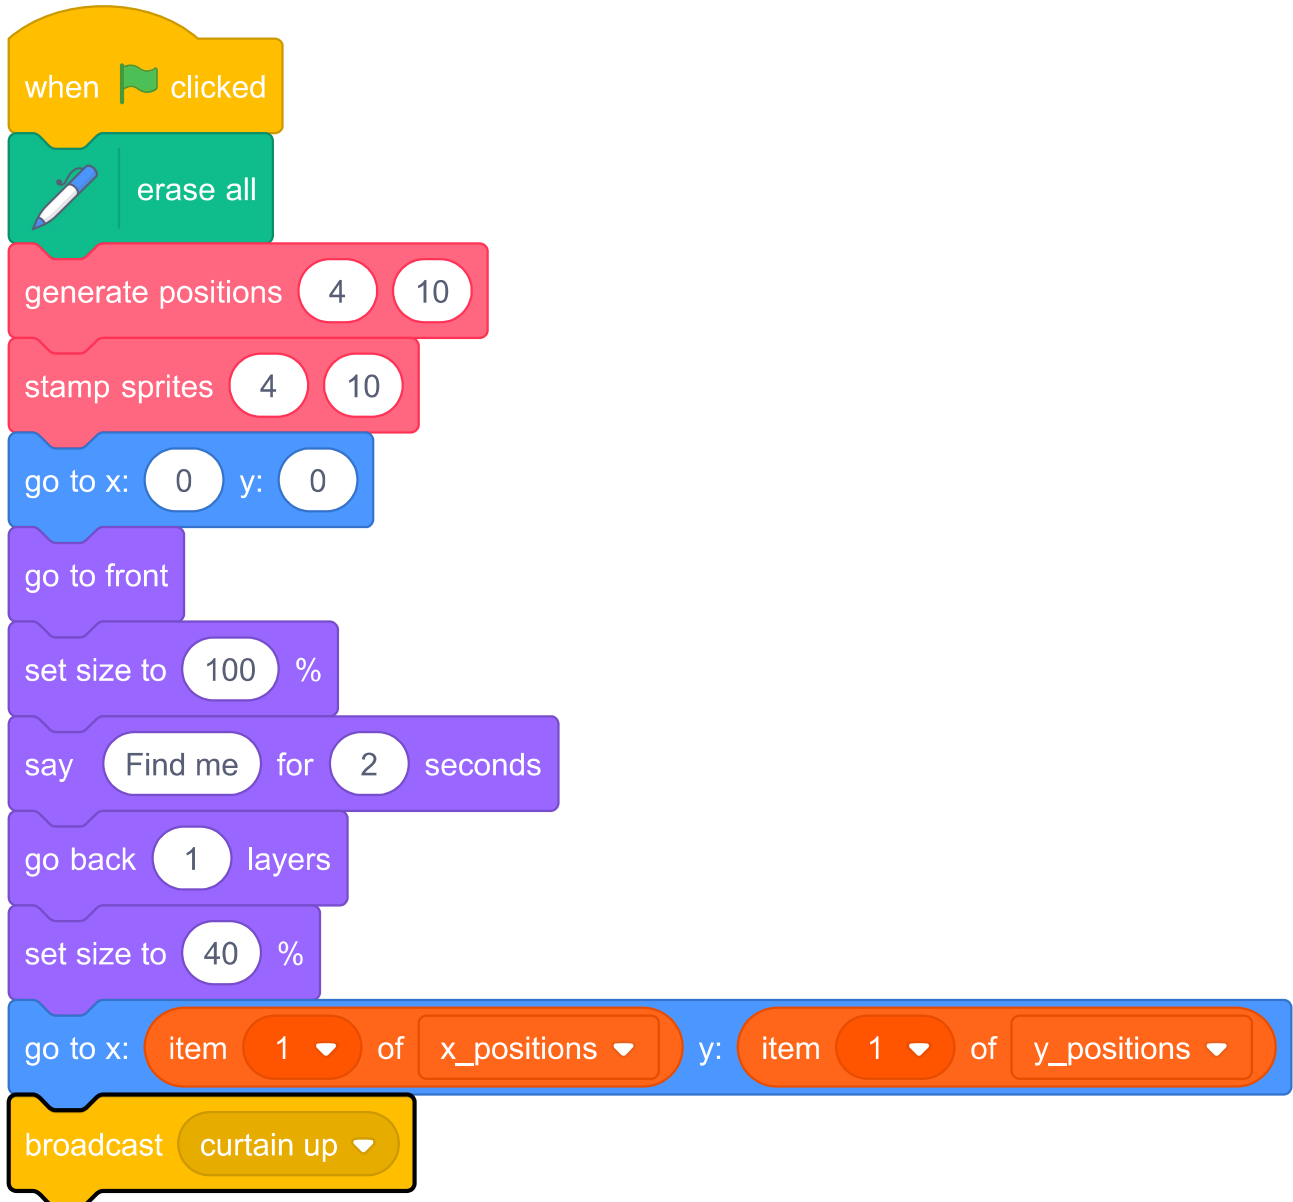 when clicked
erase all
generate positions 4 10
stamp sprites 4 10
go to x: 0 y: 0
go to front
set size to 100 %
say Find me for 2 seconds
go back 1 layers
set size to 40 %
go to x: item 1 of x_positions y: item 1 of y_positions
broadcast curtain up